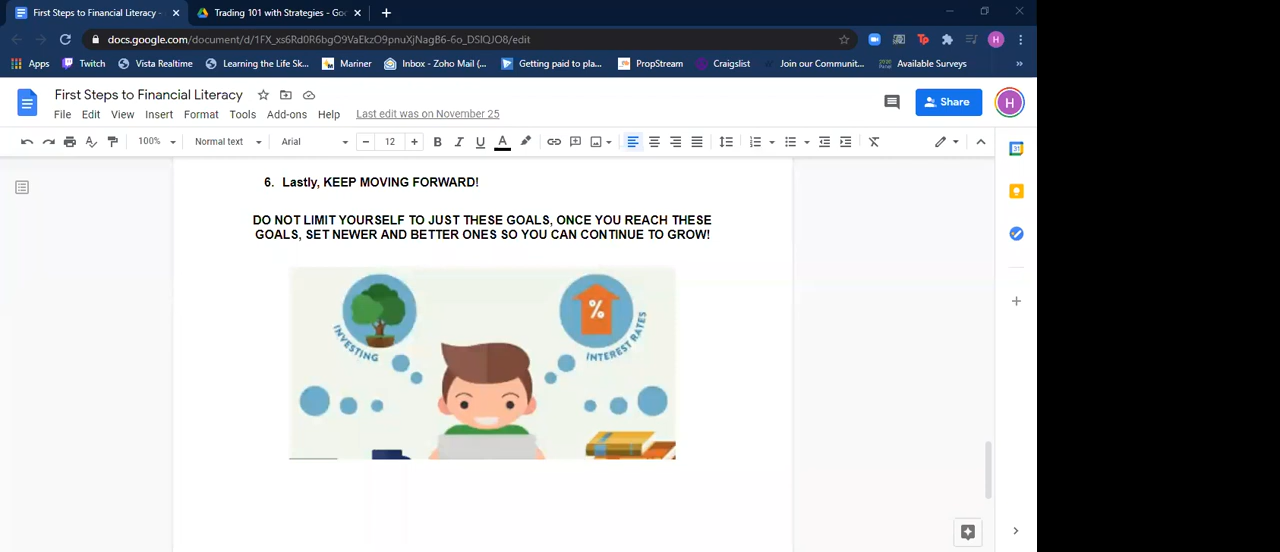 First Steps to Financial Literacy -
Trading 101 with Strategies - Goo
docs.google.com/document/d/1FX_xs6Rd0R6bgO9VaEkzO9pnuXjNagB6-6o_DSIQJO8/edit
Apps
Twitch
Vista Realtime
Learning the Life Sk...
Mariner
Inbox - Zoho Mail (...
Getting paid to pla...
PropStream
Craigslist
Join our Communit...
Available Surveys
»
First Steps to Financial Literacy
File Edit View Insert Format Tools Add-ons Help Last edit was on November 25
Share
H
100% Normal text Arial 12 B I U A
6. Lastly, KEEP MOVING FORWARD!
DO NOT LIMIT YOURSELF TO JUST THESE GOALS, ONCE YOU REACH THESE
GOALS, SET NEWER AND BETTER ONES SO YOU CAN CONTINUE TO GROW!
INVESTING
%
INTEREST RATES